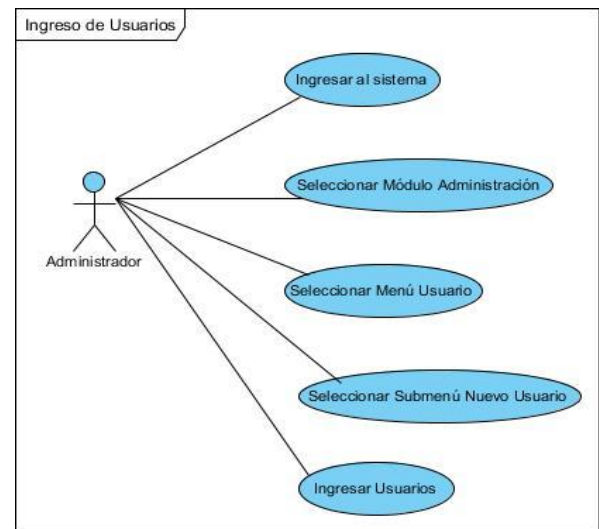 Ingreso de Usuarios
Ingresar al sistema
Seleccionar Módulo Administración
Administrador
Seleccionar Menú Usuario
Seleccionar Submenú Nuevo Usuario
Ingresar Usuarios